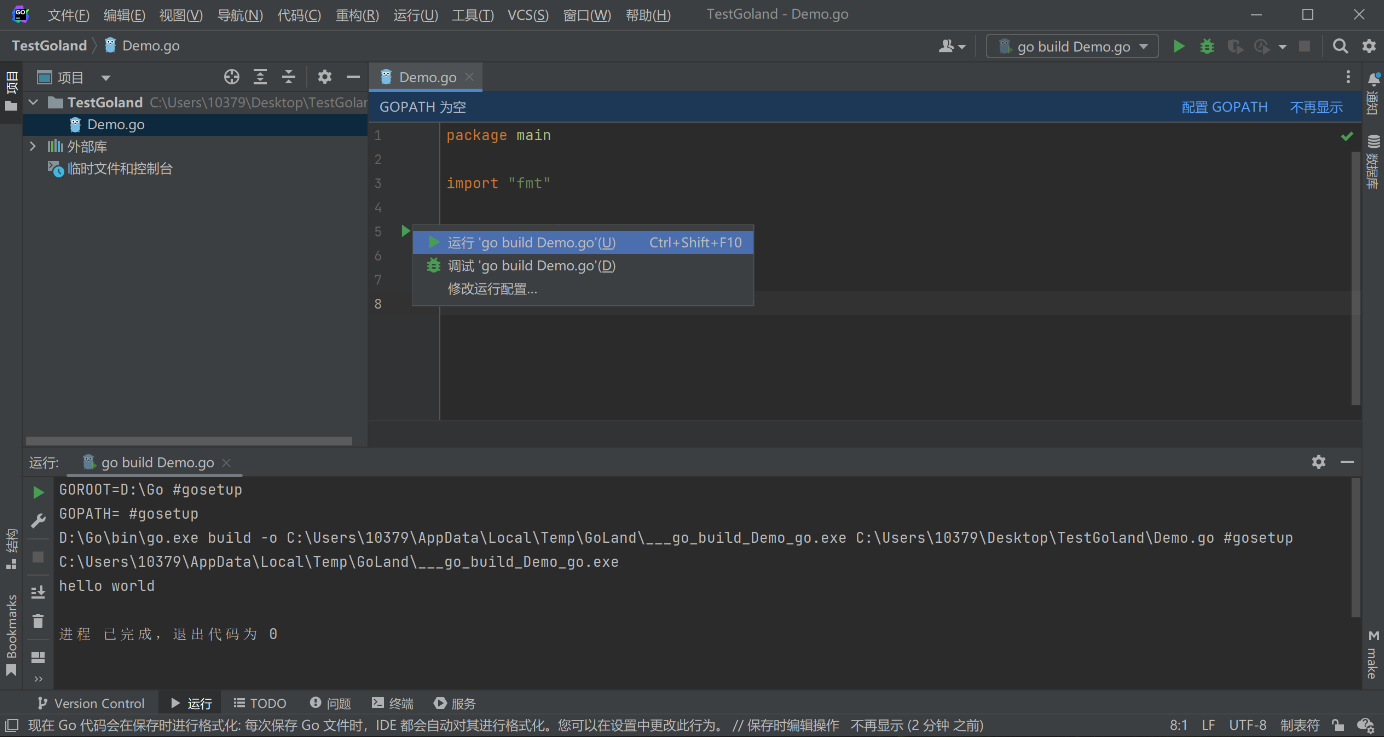 文件(F) 编辑(E) 视图(V) 导航(N) 代码(C) 重构(R) 运行(U) 工具(T) VCS(S) 窗口(W) 帮助(H) TestGoland - Demo.go
TestGoland Demo.go
go build Demo.go
项目
项目
Demo.go
TestGoland C:\Users\10379\Desktop\TestGolan
Demo.go
外部库
临时文件和控制台
GOPATH 为空 配置 GOPATH 不再显示
1 package main
2
3 import "fmt"
4
5
6
7
8
运行 'go build Demo.go'(U) Ctrl+Shift+F10
调试 'go build Demo.go'(D)
修改运行配置...
通知
数据库
运行: go build Demo.go
GOROOT=D:\Go #gosetup
GOPATH= #gosetup
D:\Go\bin\go.exe build -o C:\Users\10379\AppData\Local\Temp\GoLand\___go_build_Demo_go.exe C:\Users\10379\Desktop\TestGoland\Demo.go #gosetup
C:\Users\10379\AppData\Local\Temp\GoLand\___go_build_Demo_go.exe
hello world
进程 已完成，退出代码为 0
结构
Bookmarks
make
Version Control 运行 TODO 问题 终端 服务
现在 Go 代码会在保存时进行格式化: 每次保存 Go 文件时，IDE 都会自动对其进行格式化。您可以在设置中更改此行为。 // 保存时编辑操作 不再显示 (2 分钟 之前) 8:1 LF UTF-8 制表符